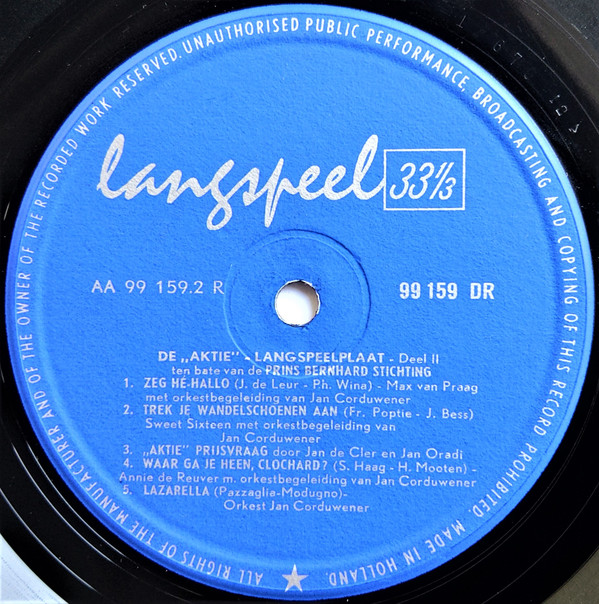 ALL RIGHTS OF THE MANUFACTURER AND OF THE OWNER OF THE RECORDED WORK RESERVED. UNAUTHORISED PUBLIC PERFORMANCE, BROADCASTING AND COPYING OF THIS RECORD PROHIBITED. MADE IN HOLLAND.
langspeel 33⅓
AA 99 159.2 R
99 159 DR
DE „AKTIE" - LANGSPEELPLAAT - Deel II
ten bate van de PRINS BERNHARD STICHTING
1. ZEG HÉ-HALLO (J. de Leur - Ph. Wina) - Max van Praag
met orkestbegeleiding van Jan Corduwener
2. TREK JE WANDELSCHOENEN AAN (Fr. Poptie - J. Bess)
Sweet Sixteen met orkestbegeleiding van
Jan Corduwener
3. „AKTIE" PRIJSVRAAG door Jan de Cler en Jan Oradi
4. WAAR GA JE HEEN, CLOCHARD? (S. Haag - H. Mooten) -
Annie de Reuver m. orkestbegeleiding van Jan Corduwener
5. LAZARELLA (Pazzaglia-Modugno)-
Orkest Jan Corduwener